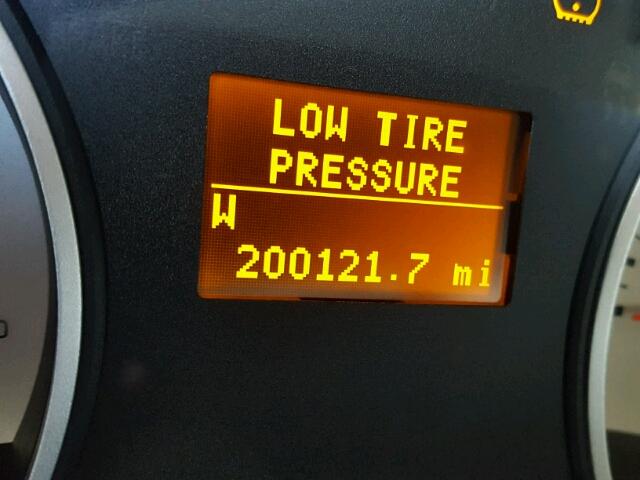 LOW TIRE
PRESSURE
W
200121.7 mi